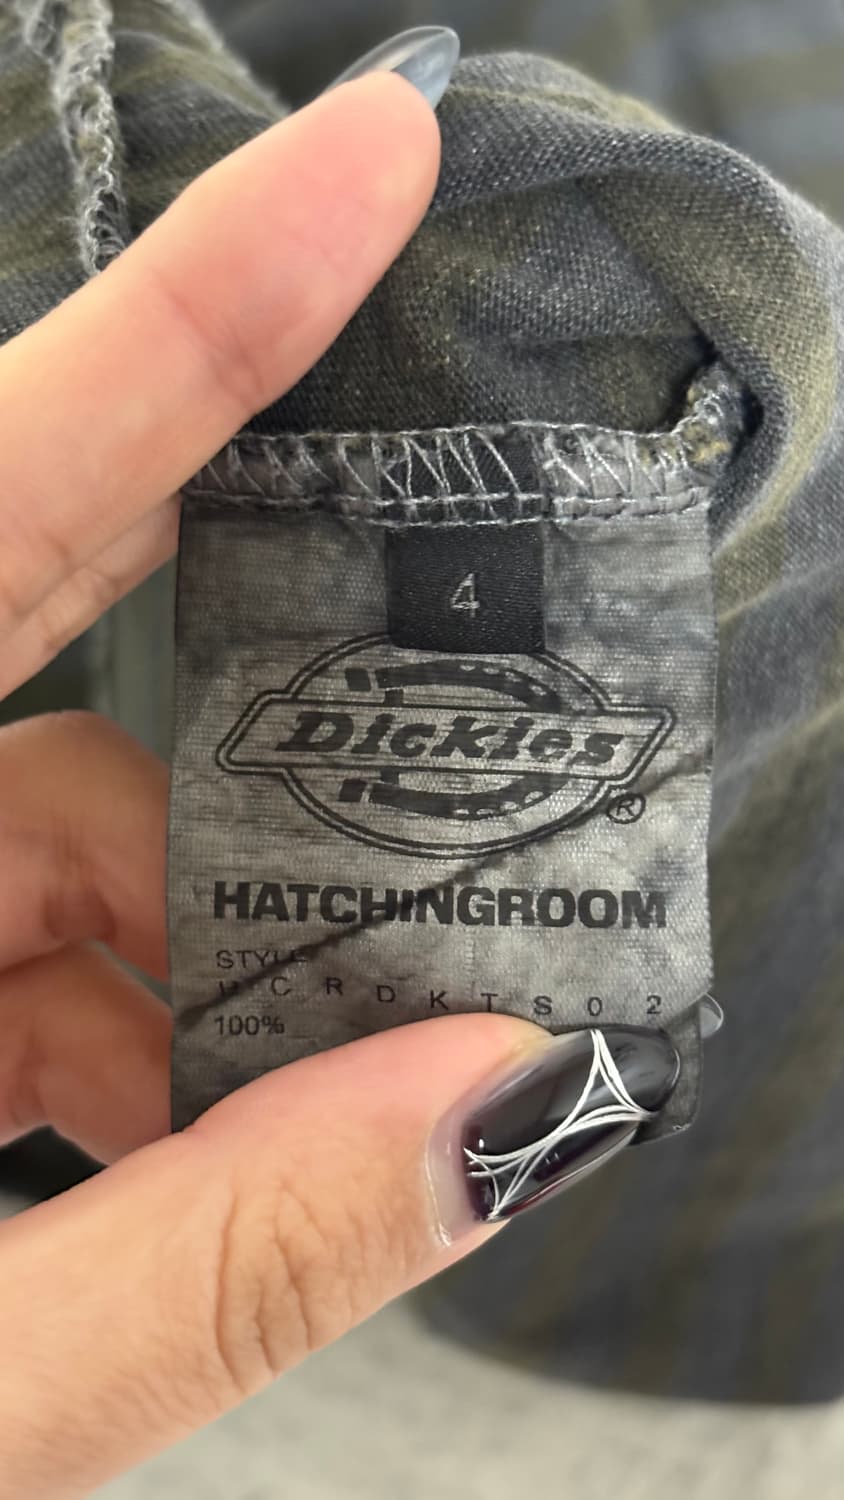 4
Dickies
®
HATCHINGROOM
STYLE
H C R D K T S 0 2
100%